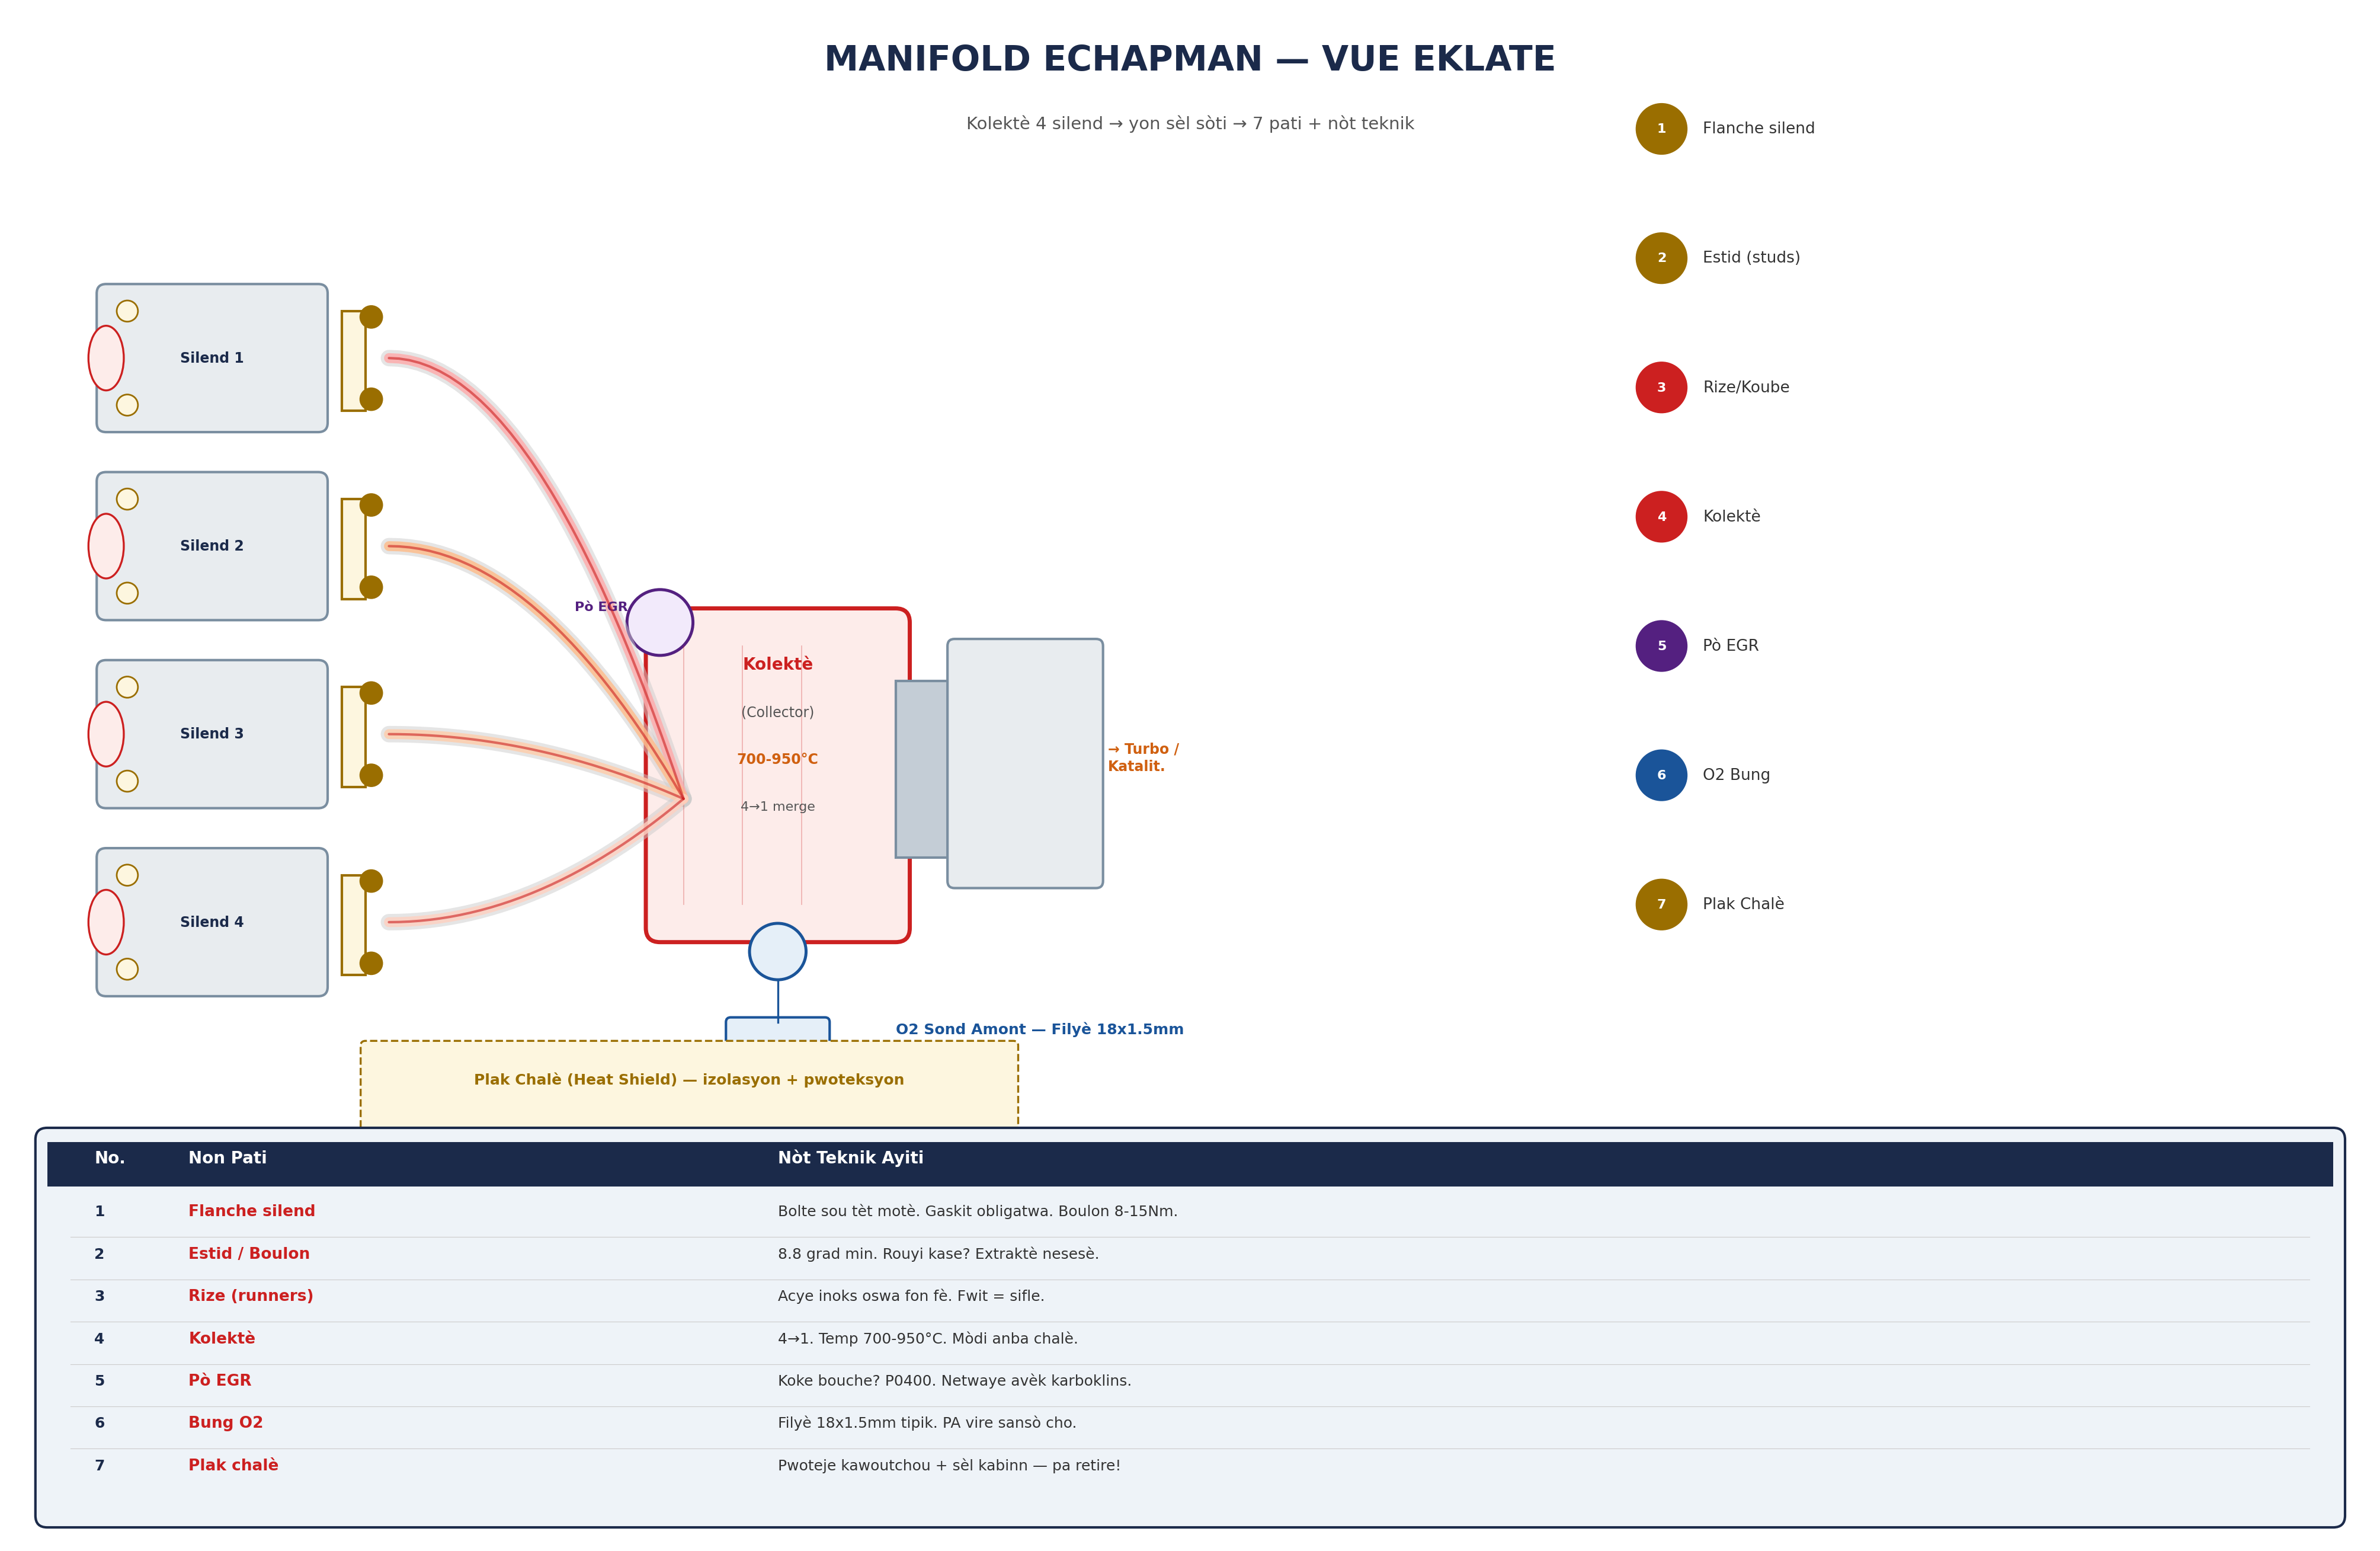 MANIFOLD ECHAPMAN — VUE EKLATE
Kolektè 4 silend → yon sèl sòti → 7 pati + nòt teknik
1 Flanche silend
2 Estid (studs)
3 Rize/Koube
4 Kolektè
5 Pò EGR
6 O2 Bung
7 Plak Chalè
Silend 1
Silend 2
Silend 3
Silend 4
Pò EGR
Kolektè
(Collector)
700-950°C
4→1 merge
→ Turbo /
Katalit.
O2 Sond Amont — Filyè 18x1.5mm
Plak Chalè (Heat Shield) — izolasyon + pwoteksyon
No. Non Pati Nòt Teknik Ayiti
1 Flanche silend Bolte sou tèt motè. Gaskit obligatwa. Boulon 8-15Nm.
2 Estid / Boulon 8.8 grad min. Rouyi kase? Extraktè nesesè.
3 Rize (runners) Acye inoks oswa fon fè. Fwit = sifle.
4 Kolektè 4→1. Temp 700-950°C. Mòdi anba chalè.
5 Pò EGR Koke bouche? P0400. Netwaye avèk karboklins.
6 Bung O2 Filyè 18x1.5mm tipik. PA vire sansò cho.
7 Plak chalè Pwoteje kawoutchou + sèl kabinn — pa retire!